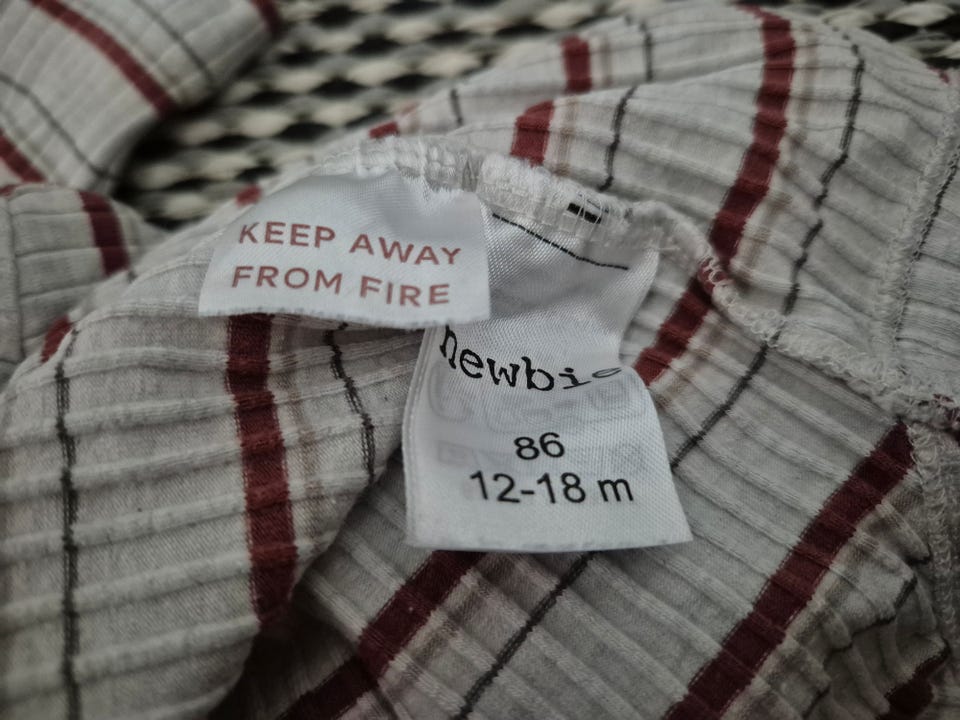 KEEP AWAY
FROM FIRE
newbie
86
12-18 m